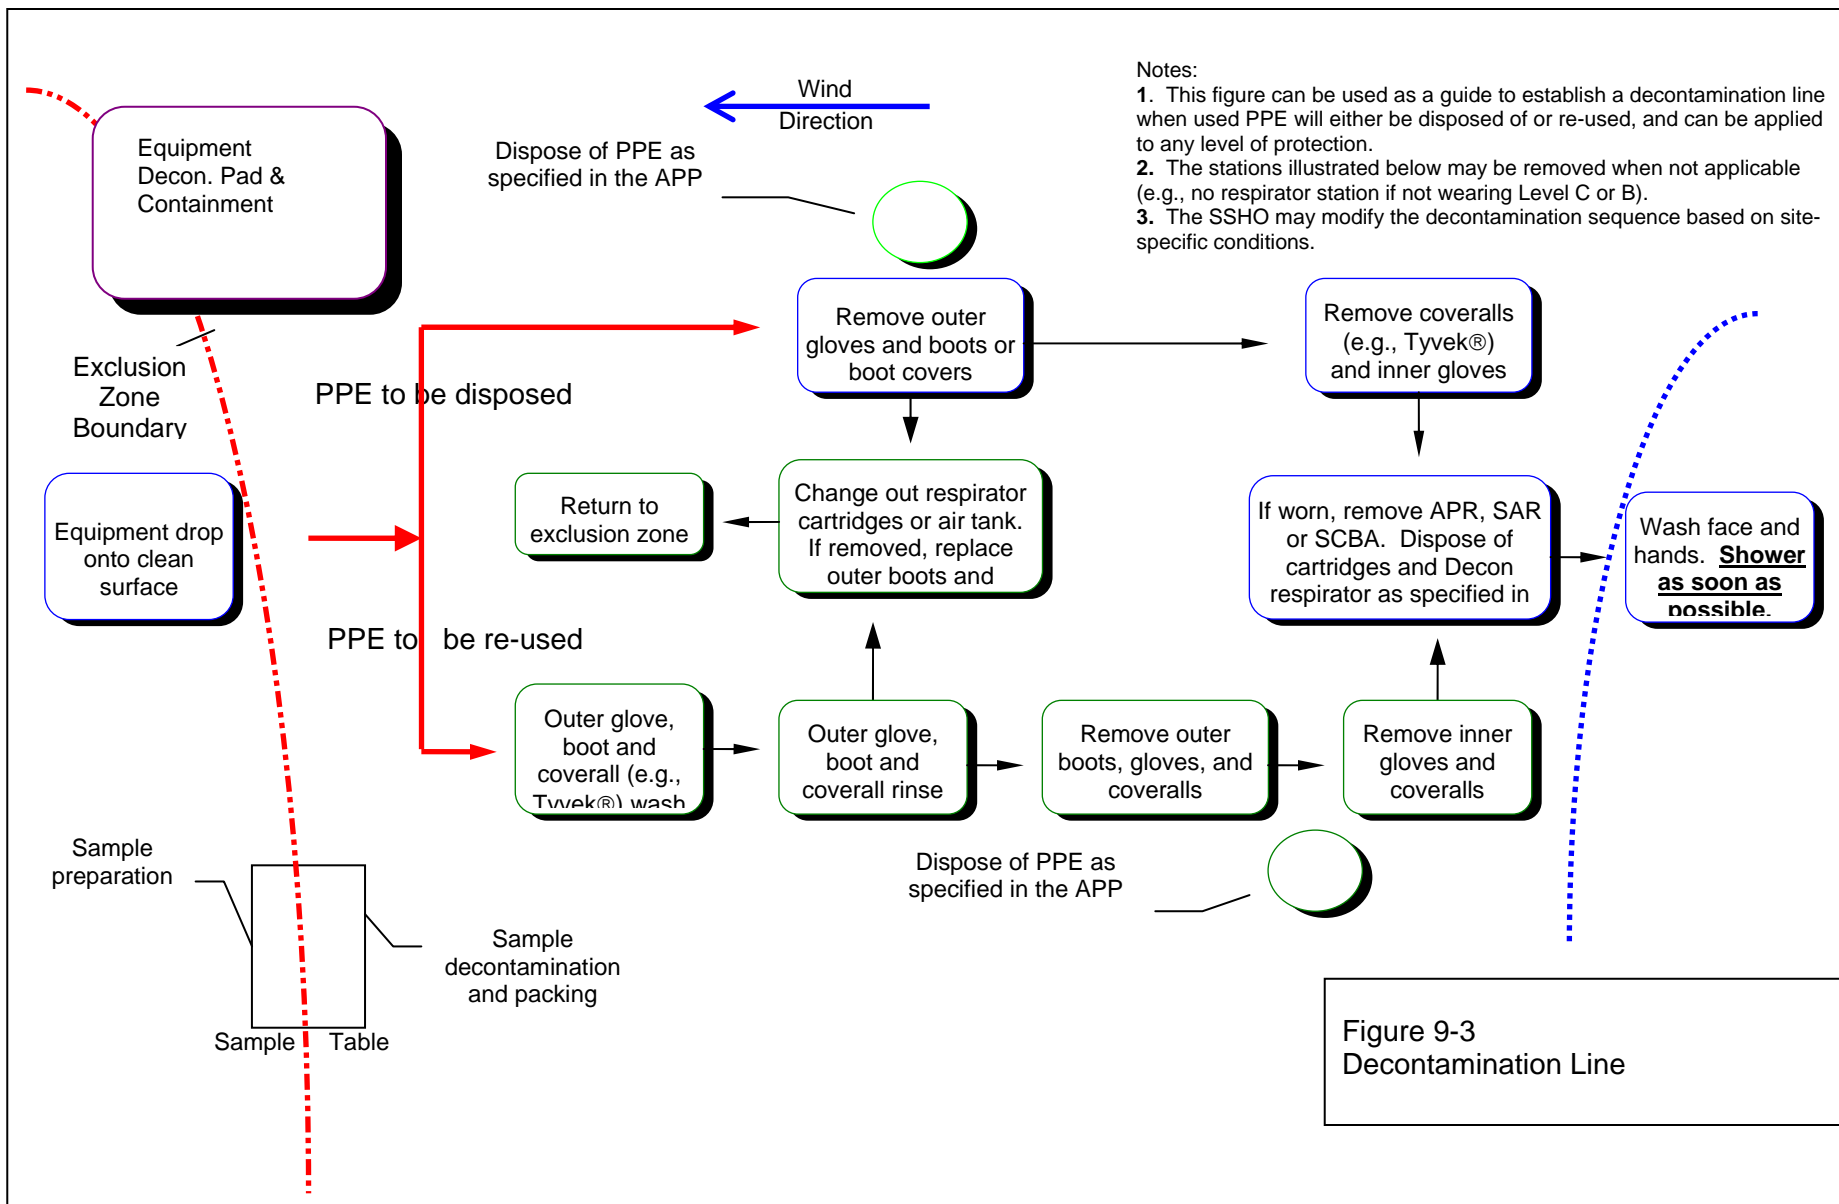 Wind
Direction
Notes:
1.  This figure can be used as a guide to establish a decontamination line
when used PPE will either be disposed of or re-used, and can be applied
to any level of protection.
2.  The stations illustrated below may be removed when not applicable
(e.g., no respirator station if not wearing Level C or B).
3.  The SSHO may modify the decontamination sequence based on site-
specific conditions.
Equipment
Decon. Pad &
Containment
Dispose of PPE as
specified in the APP
Exclusion
Zone
Boundary
PPE to be disposed
Remove outer
gloves and boots or
boot covers
Remove coveralls
(e.g., Tyvek®)
and inner gloves
Equipment drop
onto clean
surface
Return to
exclusion zone
Change out respirator
cartridges or air tank.
If removed, replace
outer boots and
If worn, remove APR, SAR
or SCBA.  Dispose of
cartridges and Decon
respirator as specified in
Wash face and
hands.  Shower
as soon as
possible.
PPE to be re-used
Outer glove,
boot and
coverall (e.g.,
Tyvek®) wash
Outer glove,
boot and
coverall rinse
Remove outer
boots, gloves, and
coveralls
Remove inner
gloves and
coveralls
Dispose of PPE as
specified in the APP
Sample
preparation
Sample
decontamination
and packing
Sample Table
Figure 9-3
Decontamination Line